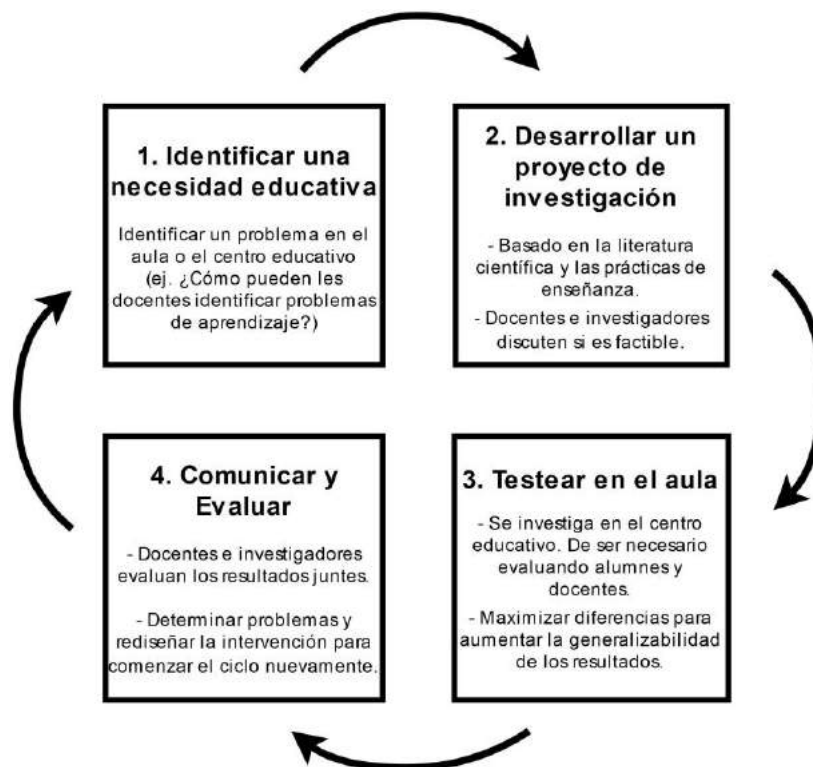 1. Identificar una
necesidad educativa
Identificar un problema en el
aula o el centro educativo
(ej. ¿Cómo pueden les
docentes identificar problemas
de aprendizaje?)
2. Desarrollar un
proyecto de
investigación
- Basado en la literatura
científica y las prácticas de
enseñanza.
- Docentes e investigadores
discuten si es factible.
3. Testear en el aula
- Se investiga en el centro
educativo. De ser necesario
evaluando alumnes y
docentes.
- Maximizar diferencias para
aumentar la generalizabilidad
de los resultados.
4. Comunicar y
Evaluar
- Docentes e investigadores
evaluan los resultados juntes.
- Determinar problemas y
rediseñar la intervención para
comenzar el ciclo nuevamente.